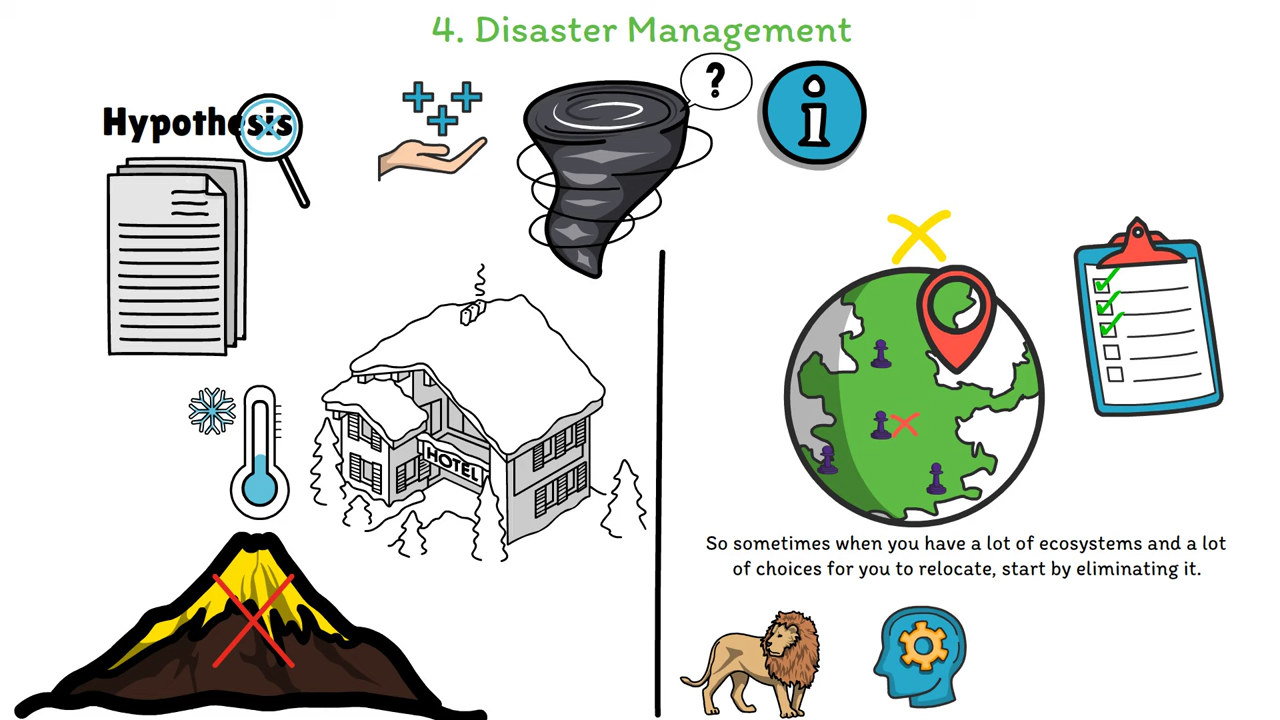 4. Disaster Management
?
i
Hypothesis
HOTEL
So sometimes when you have a lot of ecosystems and a lot
of choices for you to relocate, start by eliminating it.